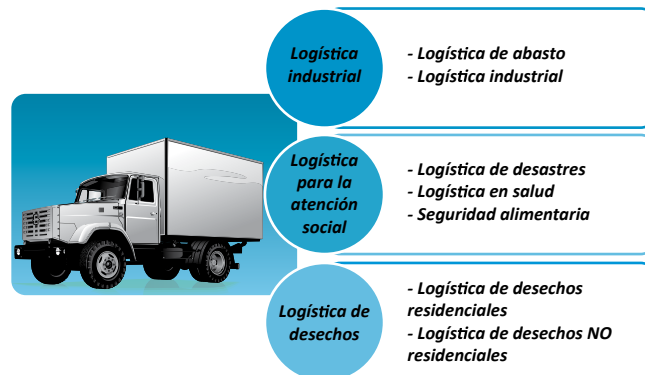 Logística
industrial
- Logística de abasto
- Logística industrial
Logística
para la
atención
social
- Logística de desastres
- Logística en salud
- Seguridad alimentaria
Logística de
desechos
- Logística de desechos
residenciales
- Logística de desechos NO
residenciales